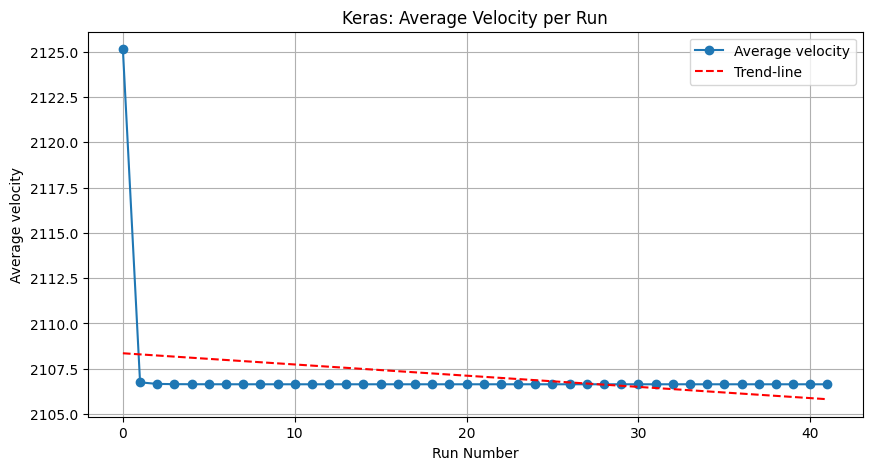 Keras: Average Velocity per Run
Average velocity
Trend-line
2125.0
2122.5
2120.0
2117.5
2115.0
2112.5
2110.0
2107.5
2105.0
Average velocity
0
10
20
30
40
Run Number